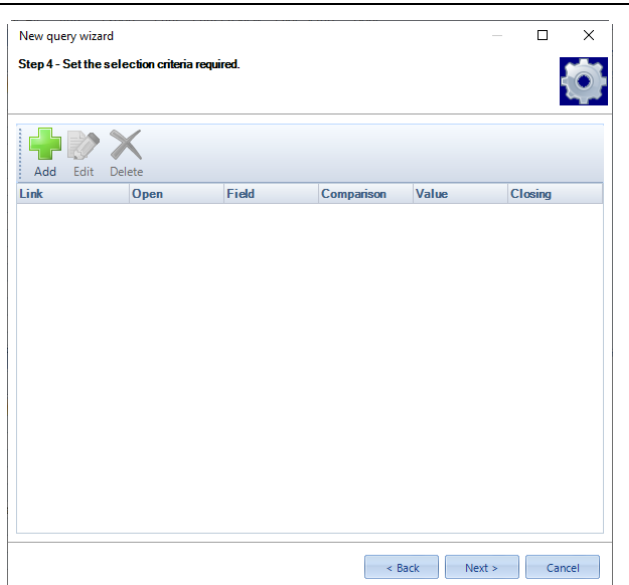 New query wizard
Step 4 - Set the selection criteria required.
Add Edit Delete
Link Open Field Comparison Value Closing
< Back Next > Cancel